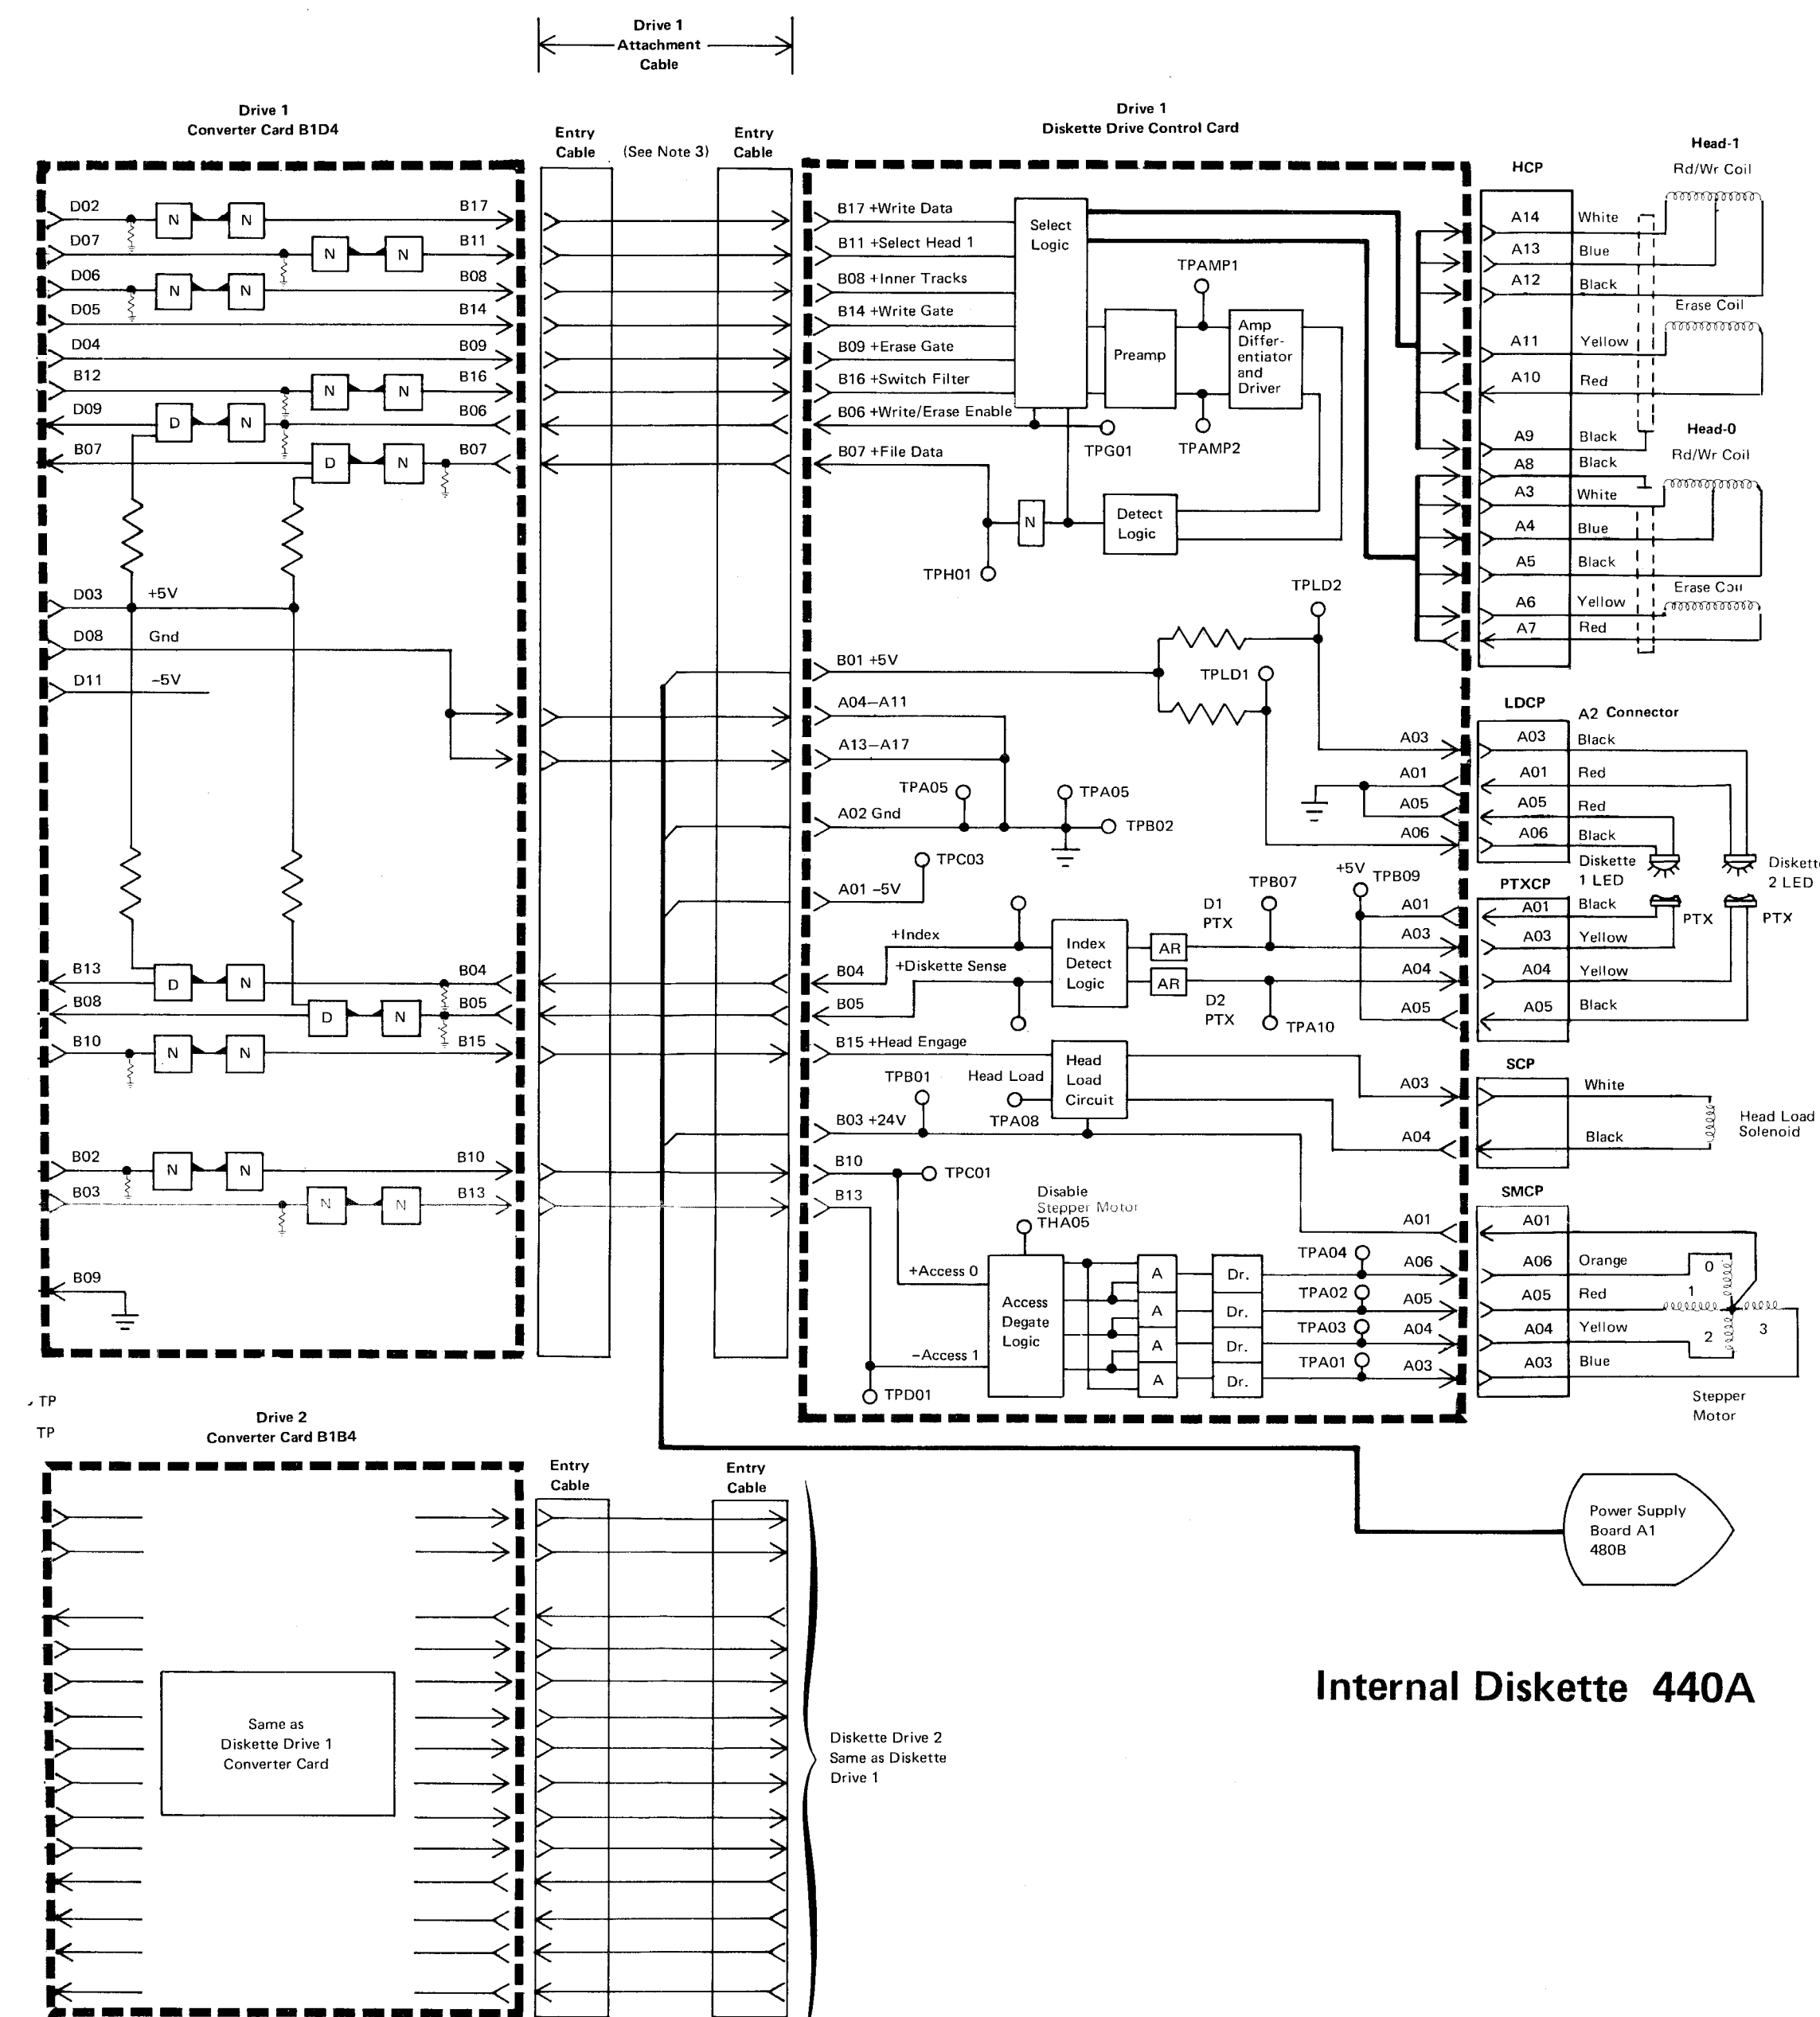 Drive 1
Attachment
Cable
Drive 1
Converter Card B1D4
Entry
Cable
(See Note 3)
Entry
Cable
Drive 1
Diskette Drive Control Card
D02
N
N
B17
D07
N
N
B11
D06
N
N
B08
D05
B14
D04
B09
B12
N
N
B16
D09
D
N
B06
B07
D
N
B07
D03
+5V
D08
Gnd
D11
–5V
B13
D
N
B04
B08
D
N
B05
B10
N
N
B15
B02
N
N
B10
B03
N
N
B13
B09
B17 +Write Data
B11 +Select Head 1
B08 +Inner Tracks
B14 +Write Gate
B09 +Erase Gate
B16 +Switch Filter
B06 +Write/Erase Enable
B07 +File Data
Select
Logic
TPAMP1
Preamp
Amp
Differ-
entiator
and
Driver
TPG01
TPAMP2
N
Detect
Logic
TPH01
TPLD2
B01 +5V
TPLD1
A04–A11
A13–A17
TPA05
TPA05
A02 Gnd
TPB02
TPC03
A01 –5V
A03
A01
A05
A06
+5V
TPB09
TPB07
D1
PTX
A01
+Index
Index
Detect
Logic
AR
A03
+Diskette Sense
B04
AR
A04
B05
D2
PTX
TPA10
A05
B15 +Head Engage
TPB01
Head Load
Head
Load
Circuit
TPA08
A03
B03 +24V
A04
B10
TPC01
B13
Disable
Stepper Motor
THA05
A01
+Access 0
Access
Degate
Logic
–Access 1
TPD01
A
Dr.
TPA04
A06
A
Dr.
TPA02
A05
A
Dr.
TPA03
A04
A
Dr.
TPA01
A03
HCP
Head-1
Rd/Wr Coil
A14
White
A13
Blue
A12
Black
Erase Coil
A11
Yellow
A10
Red
A9
Black
Head-0
A8
Black
Rd/Wr Coil
A3
White
A4
Blue
A5
Black
Erase Coil
A6
Yellow
A7
Red
LDCP
A2 Connector
A03
Black
A01
Red
A05
Red
A06
Black
Diskette
1 LED
2 LED
PTXCP
A01
Black
PTX
PTX
A03
Yellow
A04
Yellow
A05
Black
SCP
White
Black
Head Load
Solenoid
SMCP
A01
A06
Orange
0
A05
Red
1
A04
Yellow
2
3
A03
Blue
Stepper
Motor
TP
TP
Drive 2
Converter Card B1B4
Entry
Cable
Entry
Cable
Same as
Diskette Drive 1
Converter Card
Diskette Drive 2
Same as Diskette
Drive 1
Power Supply
Board A1
480B
Internal Diskette 440A